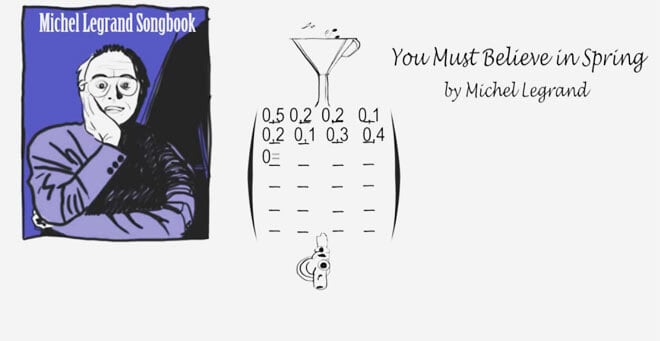 Michel Legrand Songbook
You Must Believe in Spring
by Michel Legrand
0,5 0,2 0,2 0,1
0,2 0,1 0,3 0,4
0=